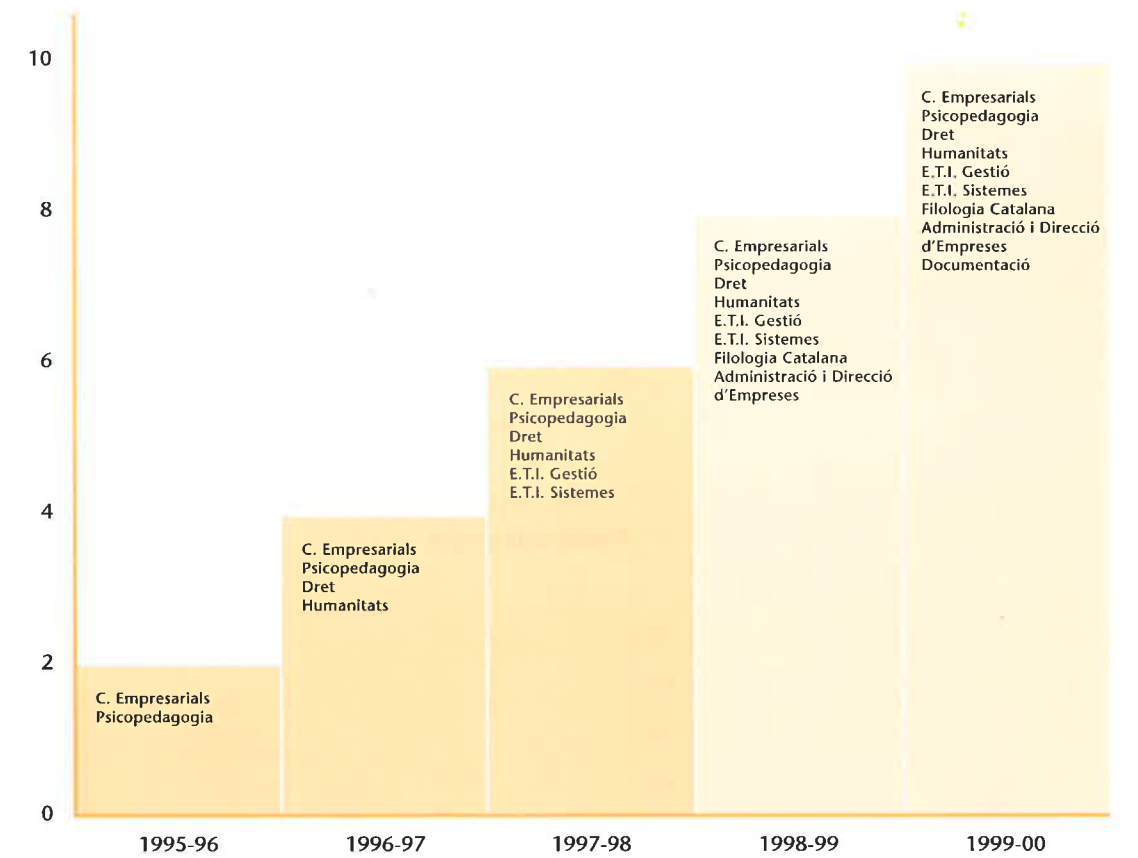 10
8
6
4
2
0
C. Empresarials
Psicopedagogia
C. Empresarials
Psicopedagogia
Dret
Humanitats
C. Empresarials
Psicopedagogia
Dret
Humanitats
E.T.I. Gestió
E.T.I. Sistemes
C. Empresarials
Psicopedagogia
Dret
Humanitats
E.T.I. Gestió
E.T.I. Sistemes
Filologia Catalana
Administració i Direcció
d'Empreses
C. Empresarials
Psicopedagogia
Dret
Humanitats
E.T.I. Gestió
E.T.I. Sistemes
Filologia Catalana
Administració i Direcció
d'Empreses
Documentació
1995-96
1996-97
1997-98
1998-99
1999-00